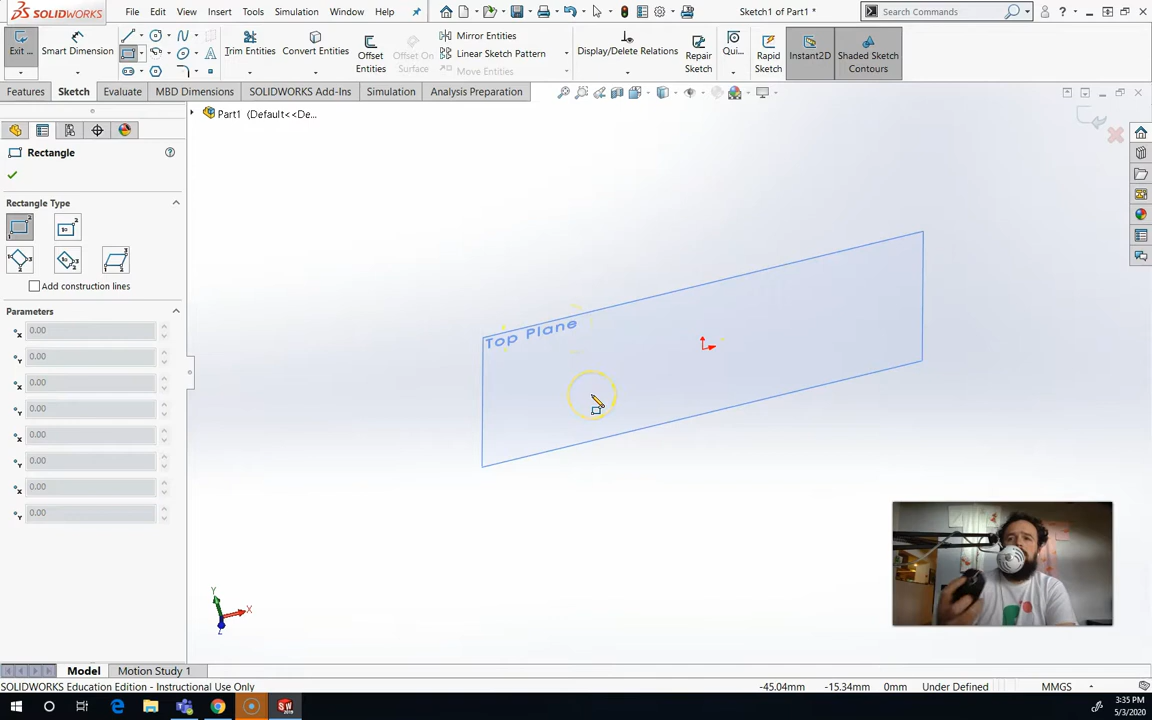 SOLIDWORKS File Edit View Insert Tools Simulation Window Help Sketch1 of Part1 * Search Commands
Exit ... Smart Dimension Trim Entities Convert Entities Offset Entities Offset On Surface Mirror Entities Linear Sketch Pattern Move Entities Display/Delete Relations Repair Sketch Qui... Rapid Sketch Instant2D Shaded Sketch Contours
Features Sketch Evaluate MBD Dimensions SOLIDWORKS Add-Ins Simulation Analysis Preparation
Part1 (Default<<De...
Rectangle
Rectangle Type
Add construction lines
Parameters
0.00
0.00
0.00
0.00
0.00
0.00
0.00
0.00
Top Plane
Y
X
Z
Model Motion Study 1
SOLIDWORKS Education Edition - Instructional Use Only -45.04mm -15.34mm 0mm Under Defined MMGS
3:35 PM
5/3/2020